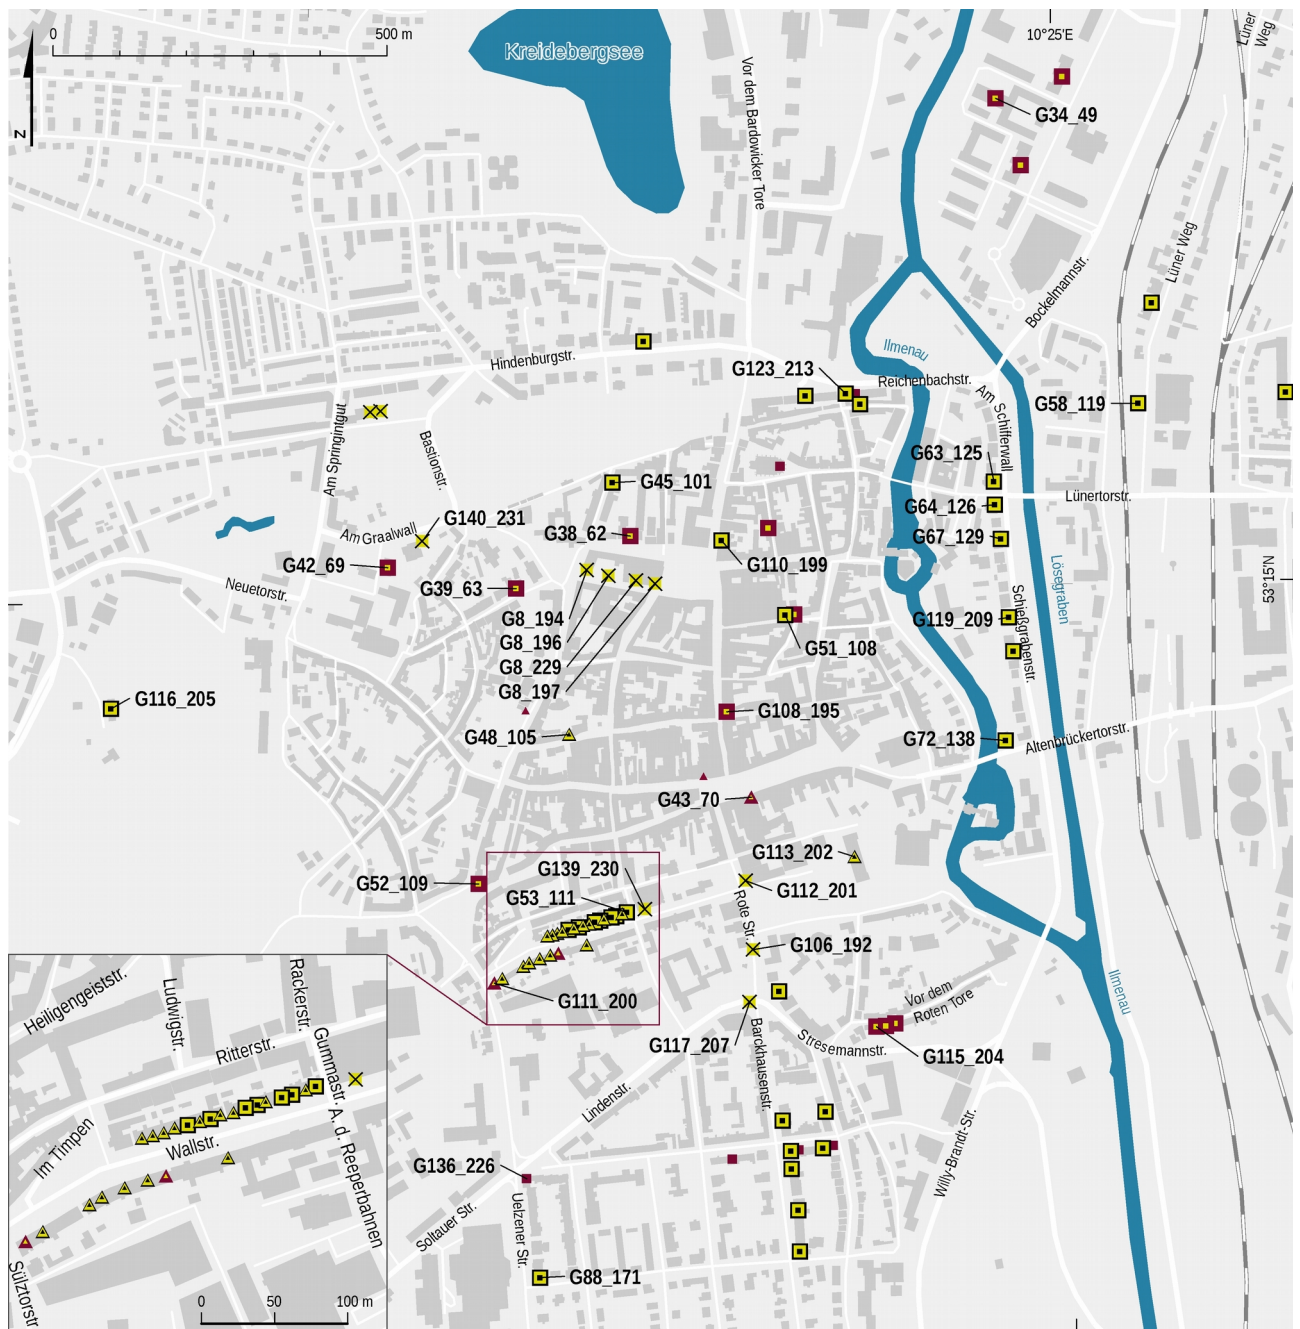 0
500 m
Kreidebergsee
10°25'E
Lüner
Weg
N
Vor dem Bardowicker Tore
G34_49
Lüner Weg
Bockelmannstr.
Ilmenau
Hindenburgstr.
G123_213
Reichenbachstr.
Am Schifferwall
G58_119
Am Springintgut
Bastionstr.
G63_125
G45_101
Lünertorstr.
G64_126
Am Graalwall
G140_231
G38_62
G67_129
G110_199
G42_69
G39_63
Neuetorstr.
53°15'N
Lösegraben
G8_194
G8_196
G8_229
G8_197
G119_209
Schießgrabenstr.
G51_108
G116_205
G108_195
G48_105
G72_138
Altenbrückertorstr.
G43_70
G113_202
G139_230
G52_109
G53_111
G112_201
Rote Str.
G106_192
G111_200
Ilmenau
Vor dem
Roten Tore
G117_207
Barckhausenstr.
Stresemannstr.
G115_204
Lindenstr.
Willy-Brandt-Str.
G136_226
Soltauer Str.
Uelzener Str.
G88_171
Heiligengeiststr.
Ludwigstr.
Rackerstr.
Ritterstr.
Gummastr.
A. d. Reeperbahnen
Im Timpen
Wallstr.
Sülztorstr.
0
50
100 m